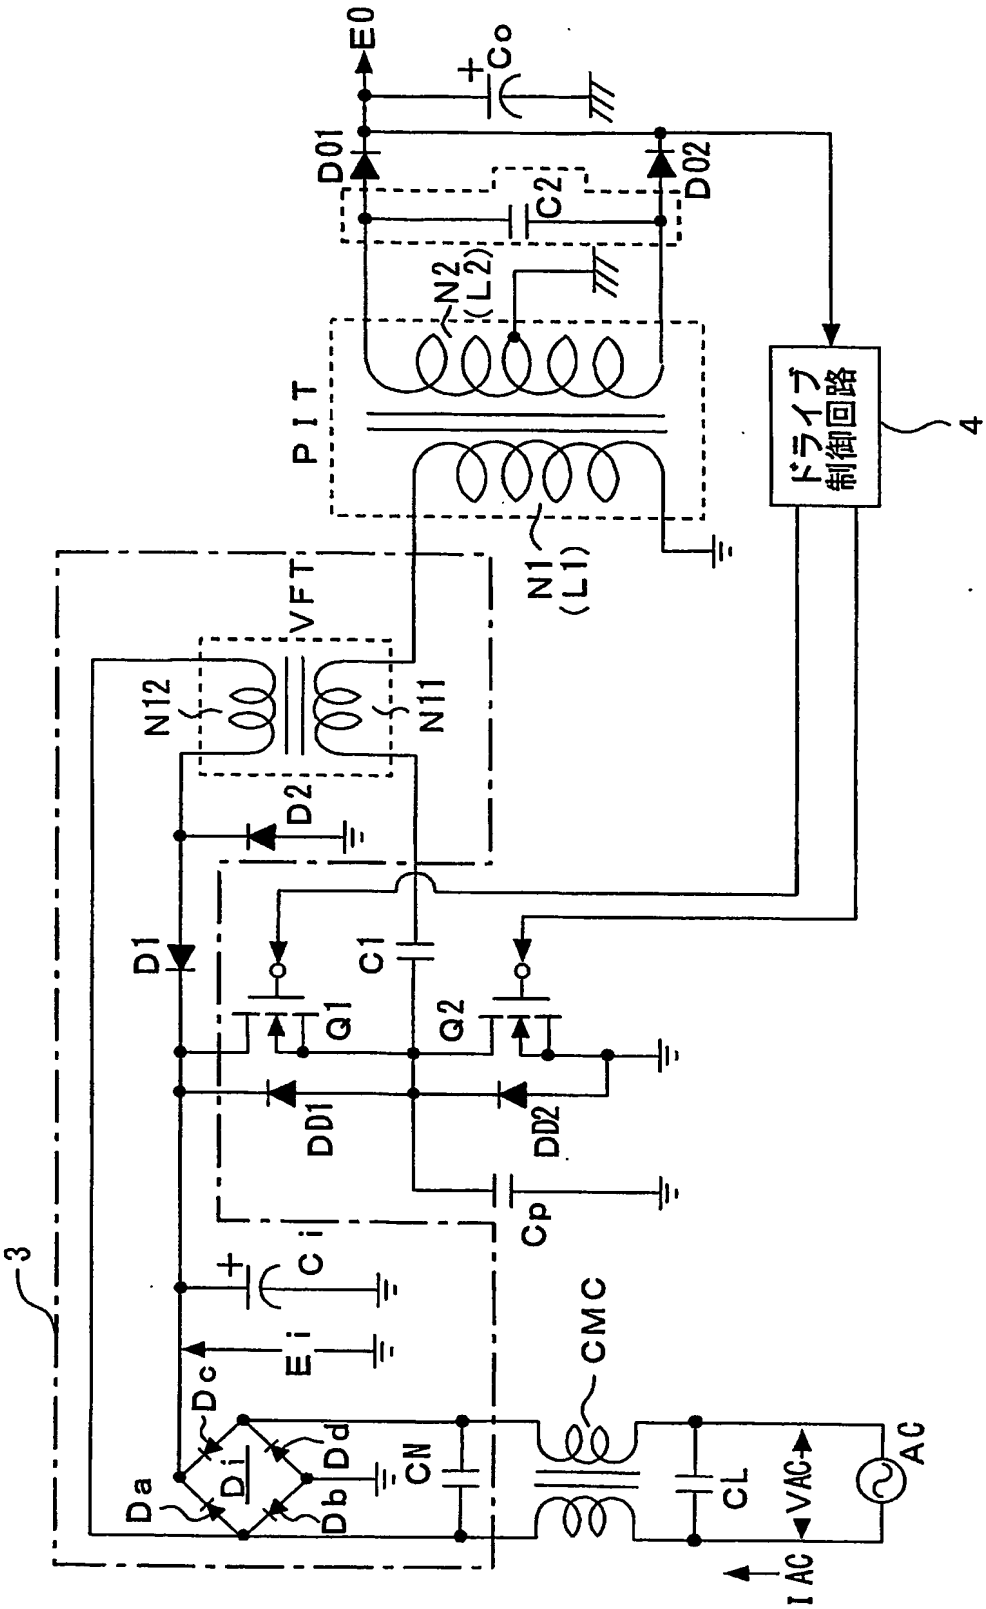 3
Da
Dc
Di
Db
Dd
Ei
Ci
CN
CMC
CL
VAC
AC
IAC
D1
D2
N12
VFT
N11
Q1
C1
Q2
DD1
DD2
Cp
PIT
N1
(L1)
N2
(L2)
C2
D01
D02
E0
Co
ドライブ
制御回路
4
+
+